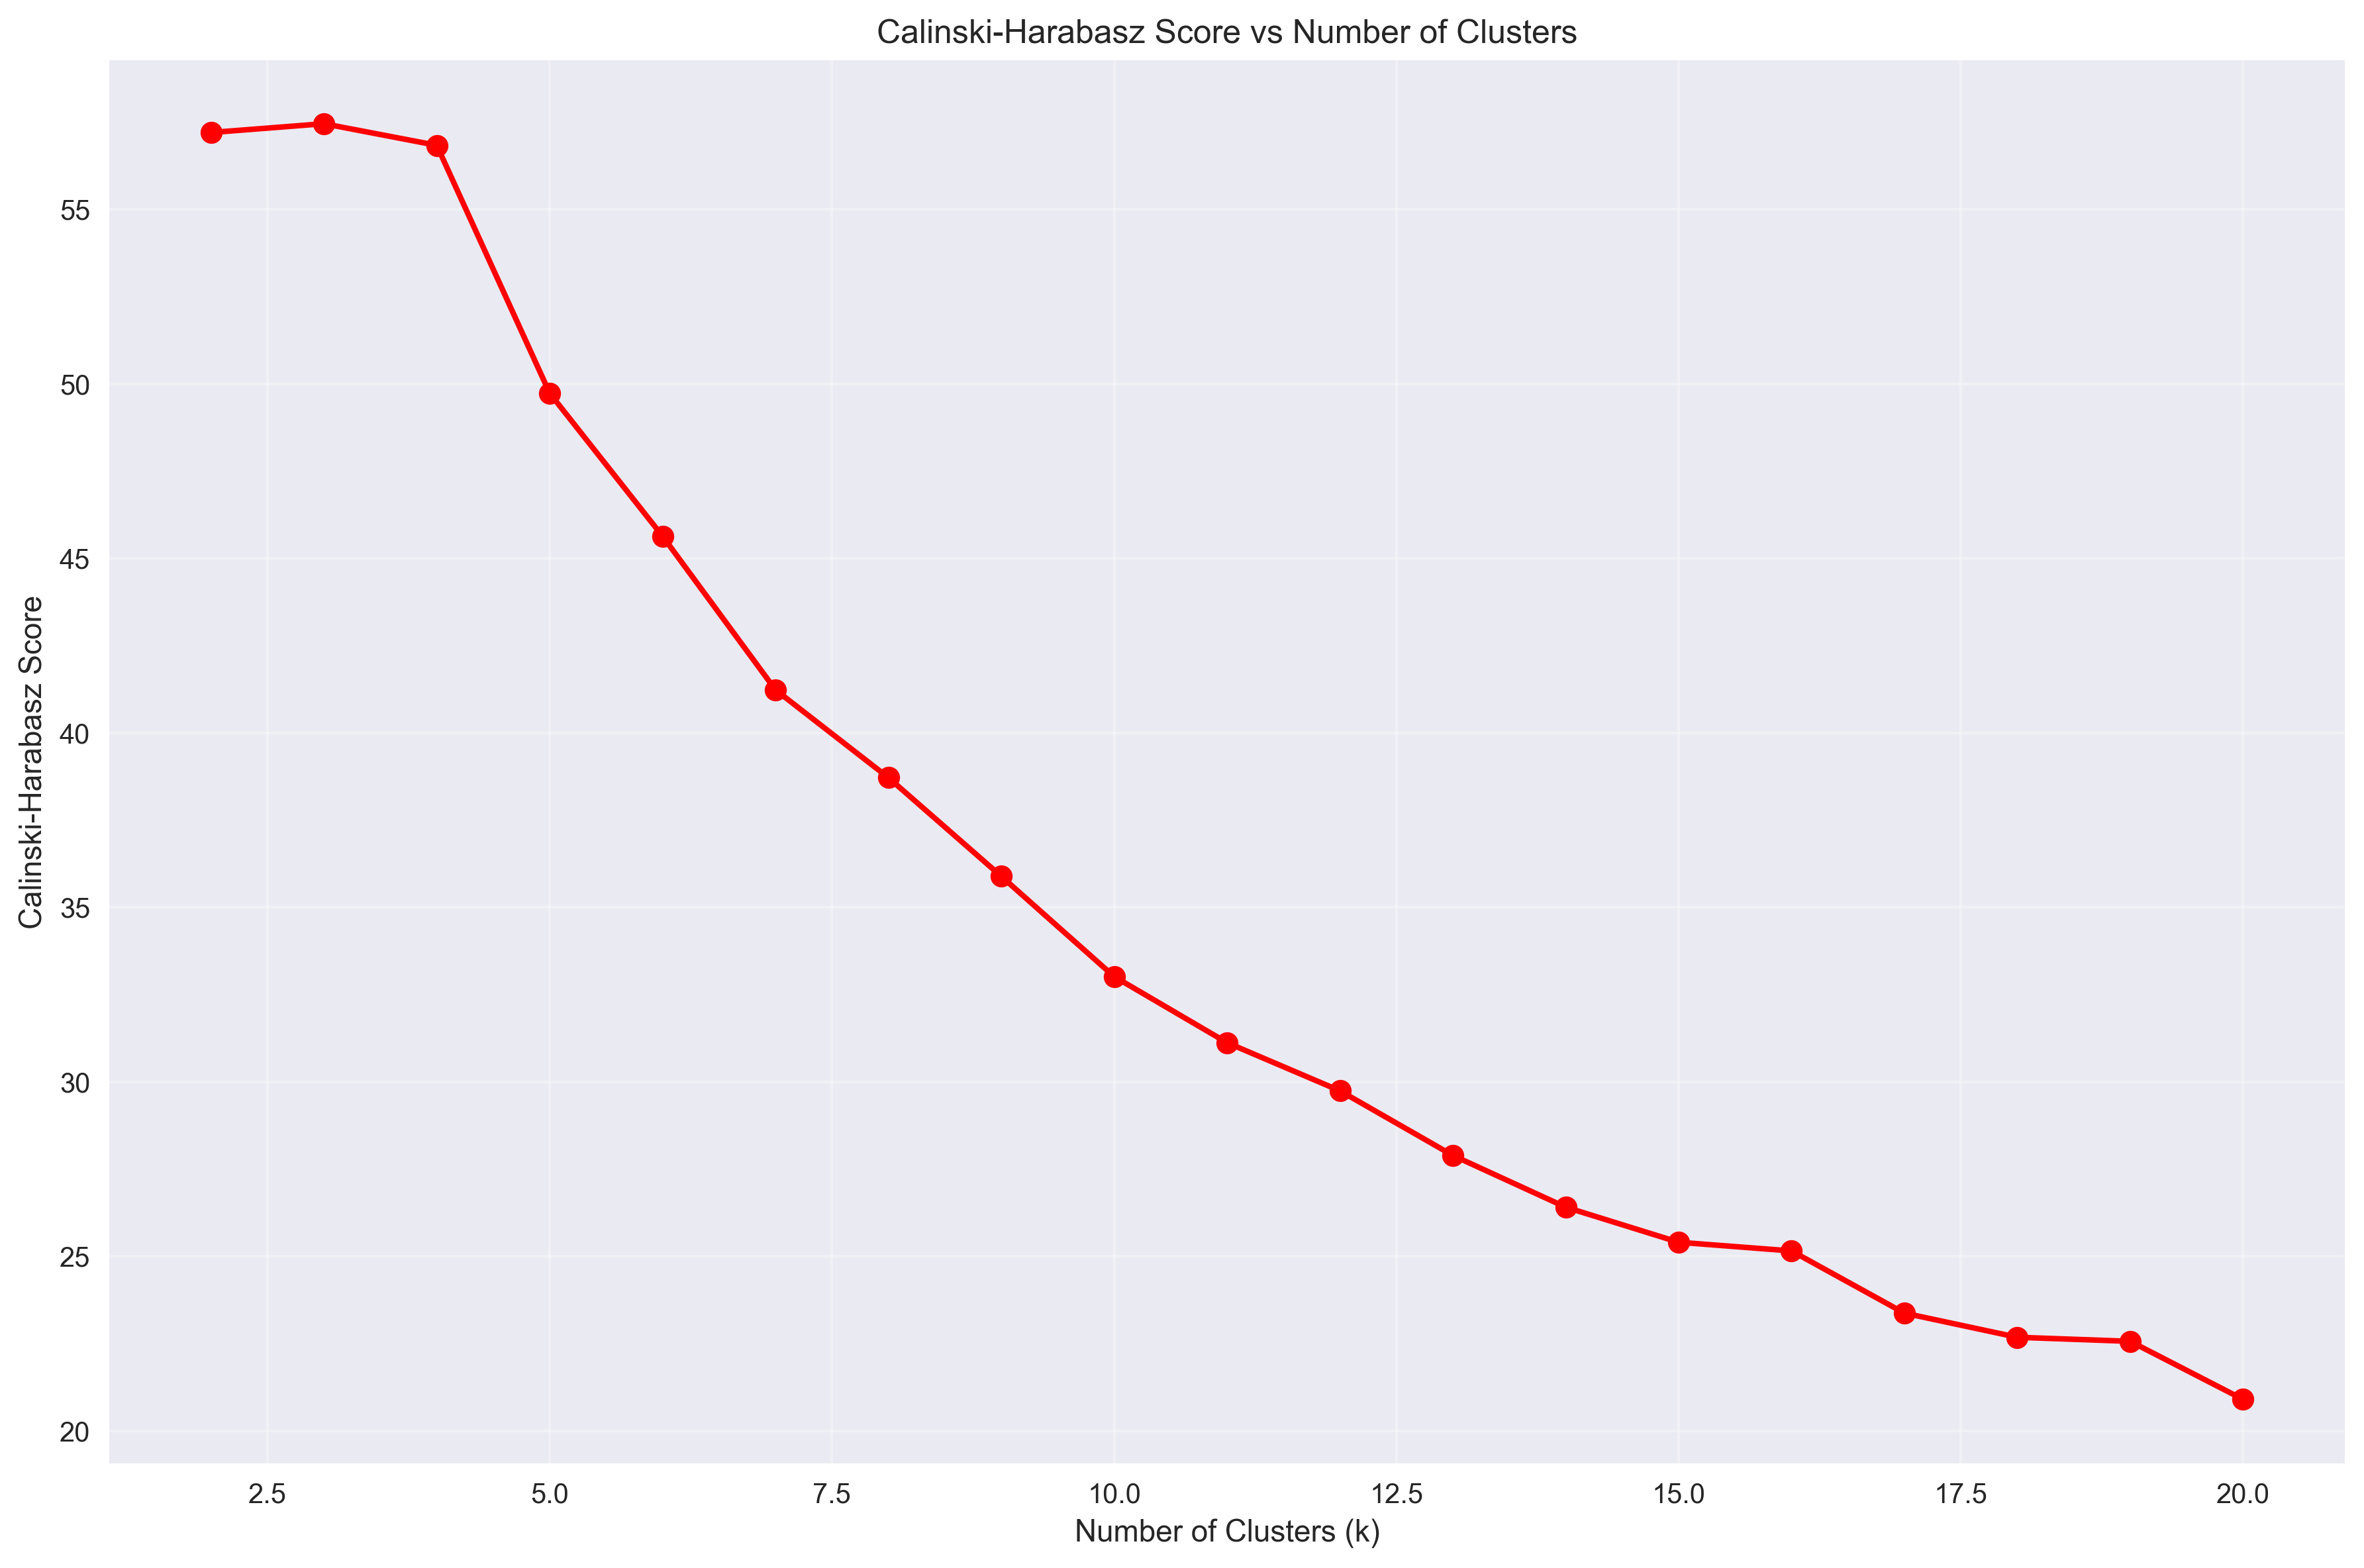 Calinski-Harabasz Score vs Number of Clusters
Calinski-Harabasz Score
55
50
45
40
35
30
25
20
2.5 5.0 7.5 10.0 12.5 15.0 17.5 20.0
Number of Clusters (k)